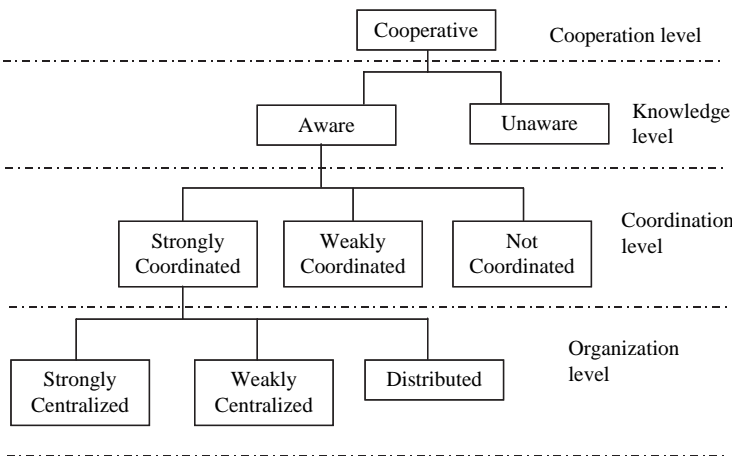 Cooperative
Cooperation level
Aware
Unaware
Knowledge
level
Strongly
Coordinated
Weakly
Coordinated
Not
Coordinated
Coordination
level
Strongly
Centralized
Weakly
Centralized
Distributed
Organization
level